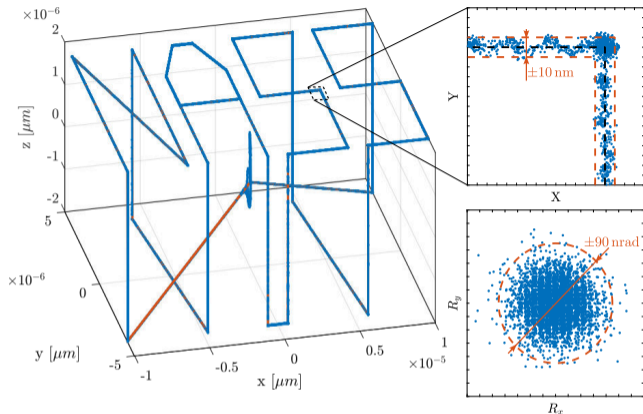 ×10⁻⁶
2
1
0
-1
-2
z [μm]
5
×10⁻⁶
0
-5
y [μm]
-1
-0.5
0
0.5
1
×10⁻⁵
x [μm]
Y
±10 nm
X
±90 nrad
R_y
R_x